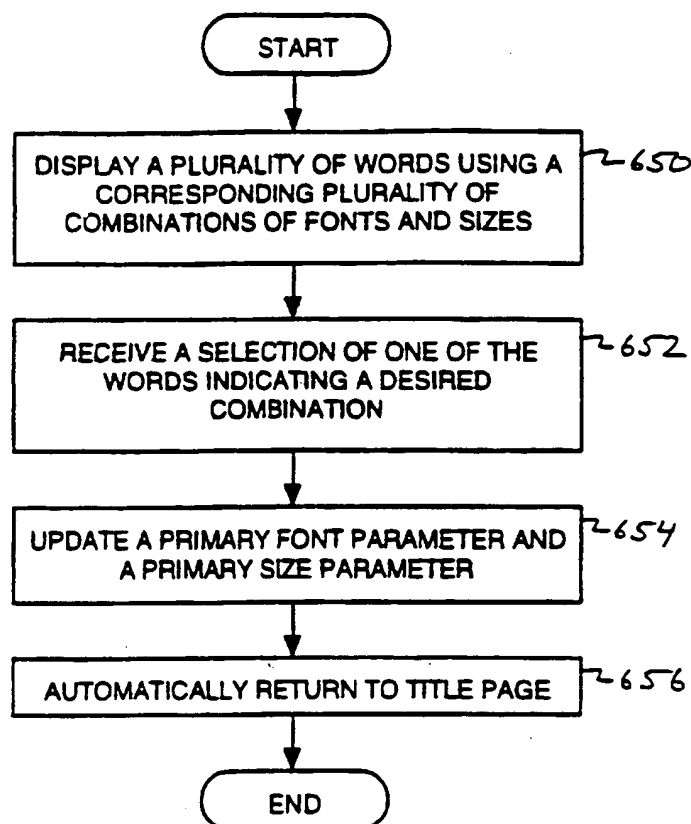 START
DISPLAY A PLURALITY OF WORDS USING A
CORRESPONDING PLURALITY OF
COMBINATIONS OF FONTS AND SIZES
650
RECEIVE A SELECTION OF ONE OF THE
WORDS INDICATING A DESIRED
COMBINATION
652
UPDATE A PRIMARY FONT PARAMETER AND
A PRIMARY SIZE PARAMETER
654
AUTOMATICALLY RETURN TO TITLE PAGE
656
END